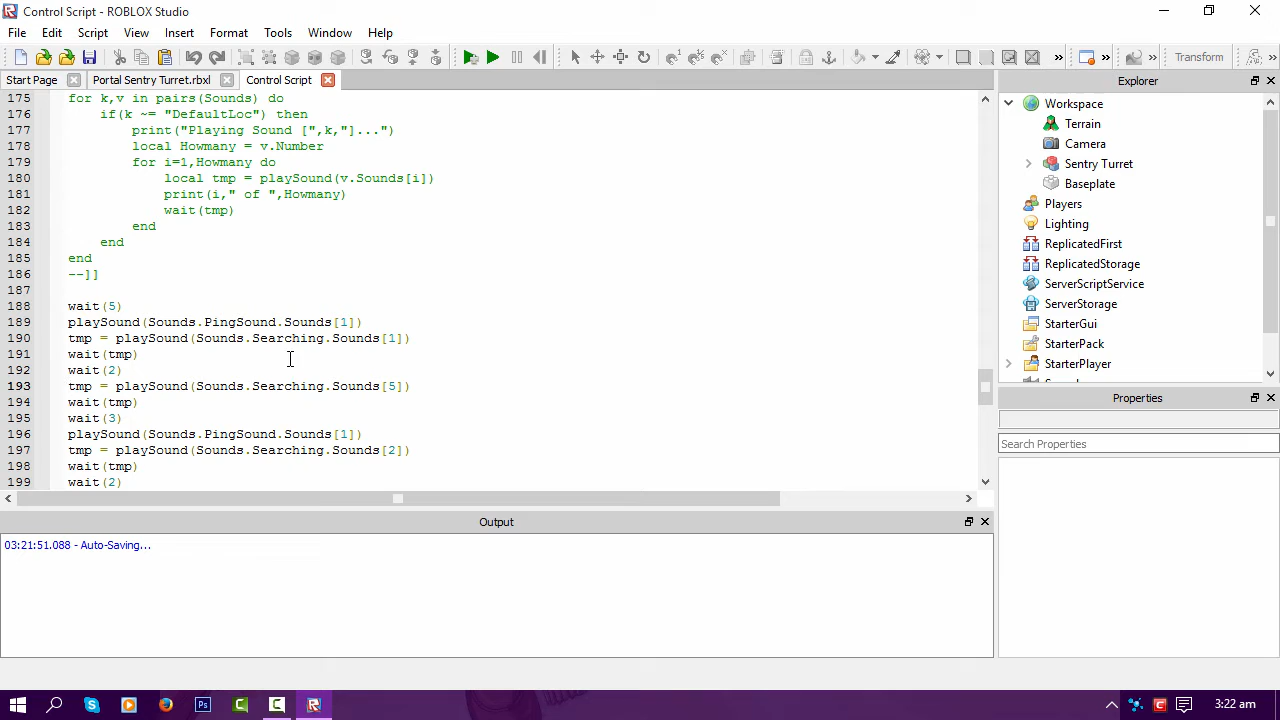 Control Script - ROBLOX Studio
File Edit Script View Insert Format Tools Window Help
Transform
Start Page Portal Sentry Turret.rbxl Control Script
175 for k,v in pairs(Sounds) do
176 if(k ~= "DefaultLoc") then
177 print("Playing Sound [",k,"]...")
178 local Howmany = v.Number
179 for i=1,Howmany do
180 local tmp = playSound(v.Sounds[i])
181 print(i," of ",Howmany)
182 wait(tmp)
183 end
184 end
185 end
186 --]]
187
188 wait(5)
189 playSound(Sounds.PingSound.Sounds[1])
190 tmp = playSound(Sounds.Searching.Sounds[1])
191 wait(tmp)
192 wait(2)
193 tmp = playSound(Sounds.Searching.Sounds[5])
194 wait(tmp)
195 wait(3)
196 playSound(Sounds.PingSound.Sounds[1])
197 tmp = playSound(Sounds.Searching.Sounds[2])
198 wait(tmp)
199 wait(2)
Output
03:21:51.088 - Auto-Saving...
Explorer
Workspace
Terrain
Camera
Sentry Turret
Baseplate
Players
Lighting
ReplicatedFirst
ReplicatedStorage
ServerScriptService
ServerStorage
StarterGui
StarterPack
StarterPlayer
Properties
Search Properties
3:22 am